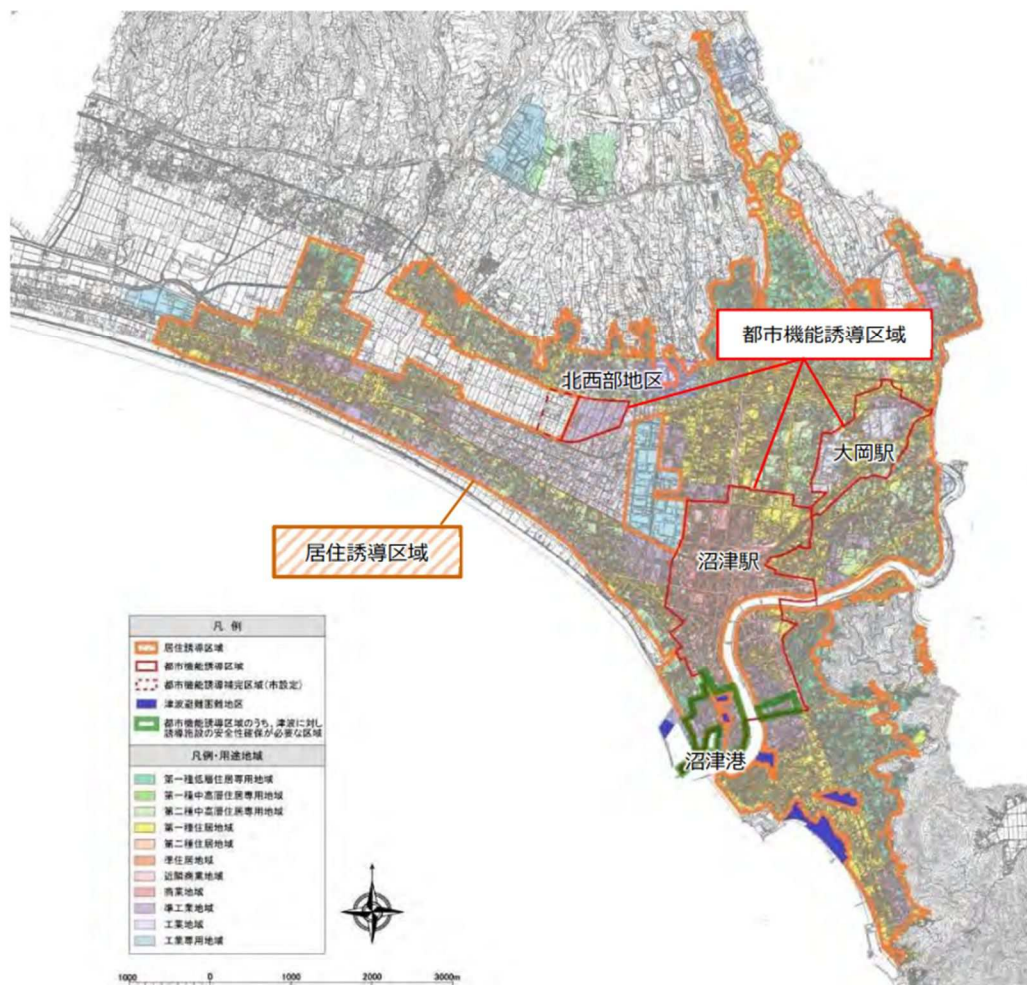 都市機能誘導区域
北西部地区
大岡駅
居住誘導区域
沼津駅
沼津港
凡 例
居住誘導区域
都市機能誘導区域
都市機能誘導補完区域(市設定)
津波避難困難地区
都市機能誘導区域のうち、津波に対し
誘導施設の安全性確保が必要な区域
凡例・用途地域
第一種低層住居専用地域
第一種中高層住居専用地域
第二種中高層住居専用地域
第一種住居地域
第二種住居地域
準住居地域
近隣商業地域
商業地域
準工業地域
工業地域
工業専用地域
1000 0 1000 2000 3000m